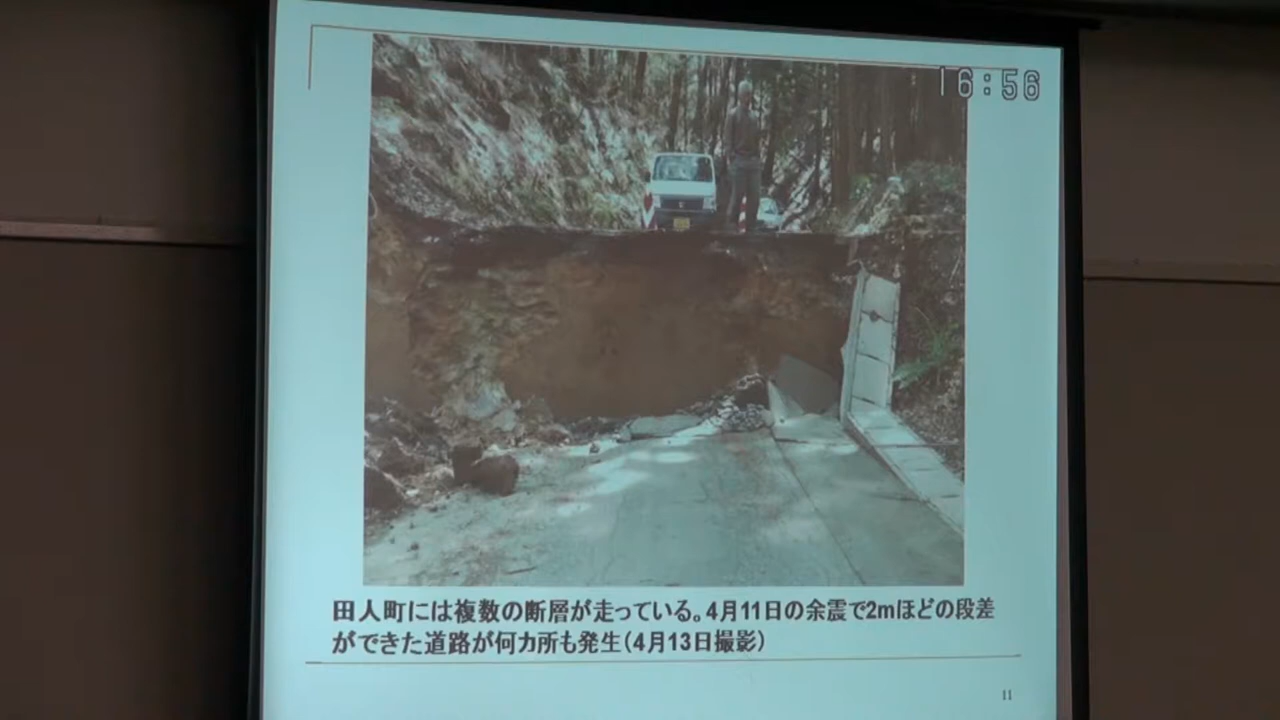 16:56
田人町には複数の断層が走っている。4月11日の余震で2mほどの段差
ができた道路が何カ所も発生(4月13日撮影)
11